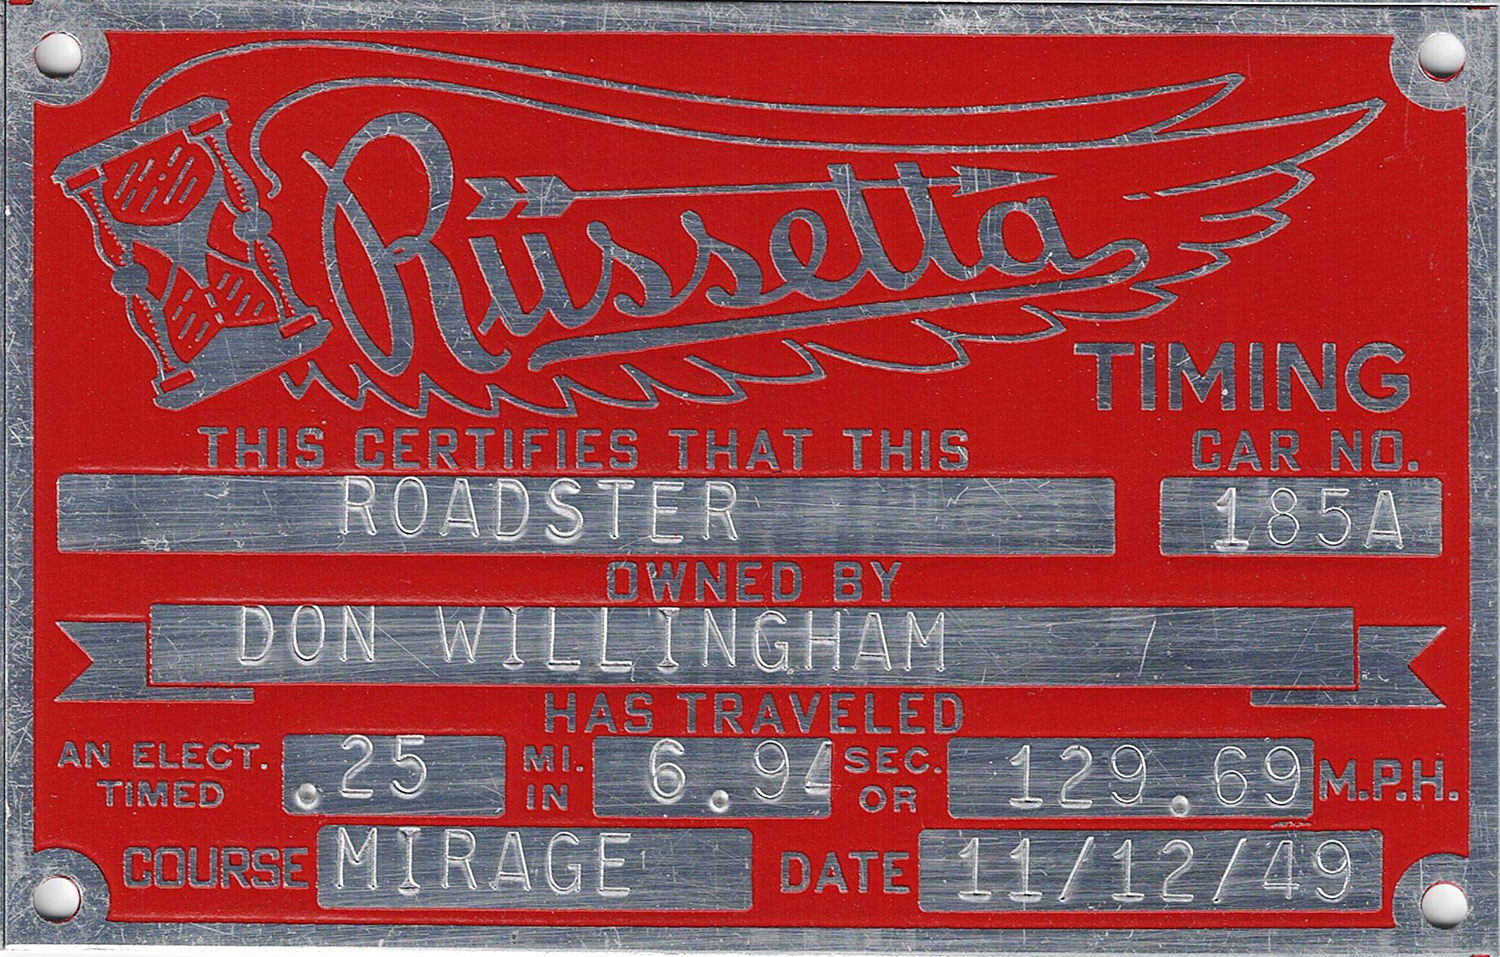 Russetta
TIMING
THIS CERTIFIES THAT THIS CAR NO.
ROADSTER 185A
OWNED BY
DON WILLINGHAM
HAS TRAVELED
AN ELECT. TIMED .25 MI. IN 6.94 SEC. OR 129.69 M.P.H.
COURSE MIRAGE DATE 11/12/49